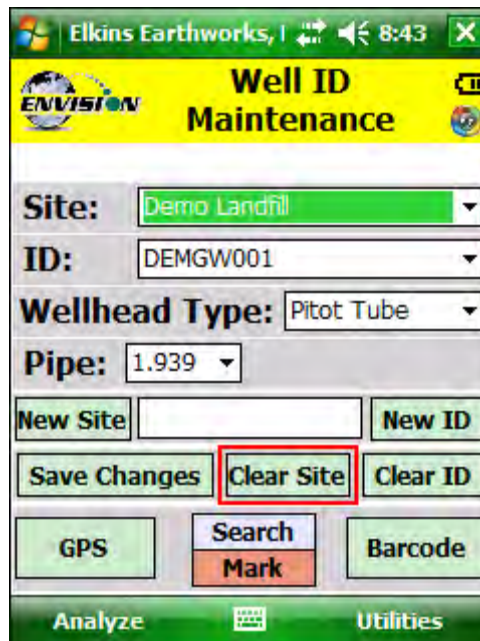 Elkins Earthworks, I 8:43
ENVISION
Well ID
Maintenance
Site: Demo Landfill
ID: DEMGW001
Wellhead Type: Pitot Tube
Pipe: 1.939
New Site New ID
Save Changes Clear Site Clear ID
GPS Search Barcode
Mark
Analyze Utilities